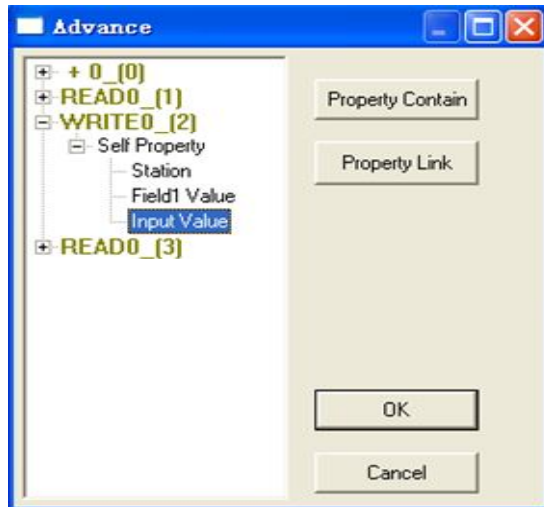 Advance
+ 0_(0)
READ0_(1)
WRITE0_(2)
Self Property
Station
Field1 Value
Input Value
READ0_(3)
Property Contain
Property Link
OK
Cancel